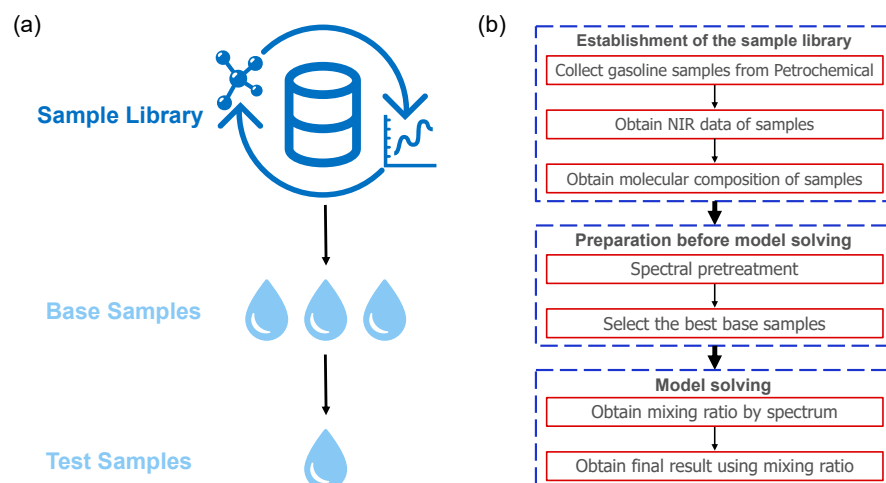 (a)
Sample Library
Base Samples
Test Samples
(b)
Establishment of the sample library
Collect gasoline samples from Petrochemical
Obtain NIR data of samples
Obtain molecular composition of samples
Preparation before model solving
Spectral pretreatment
Select the best base samples
Model solving
Obtain mixing ratio by spectrum
Obtain final result using mixing ratio